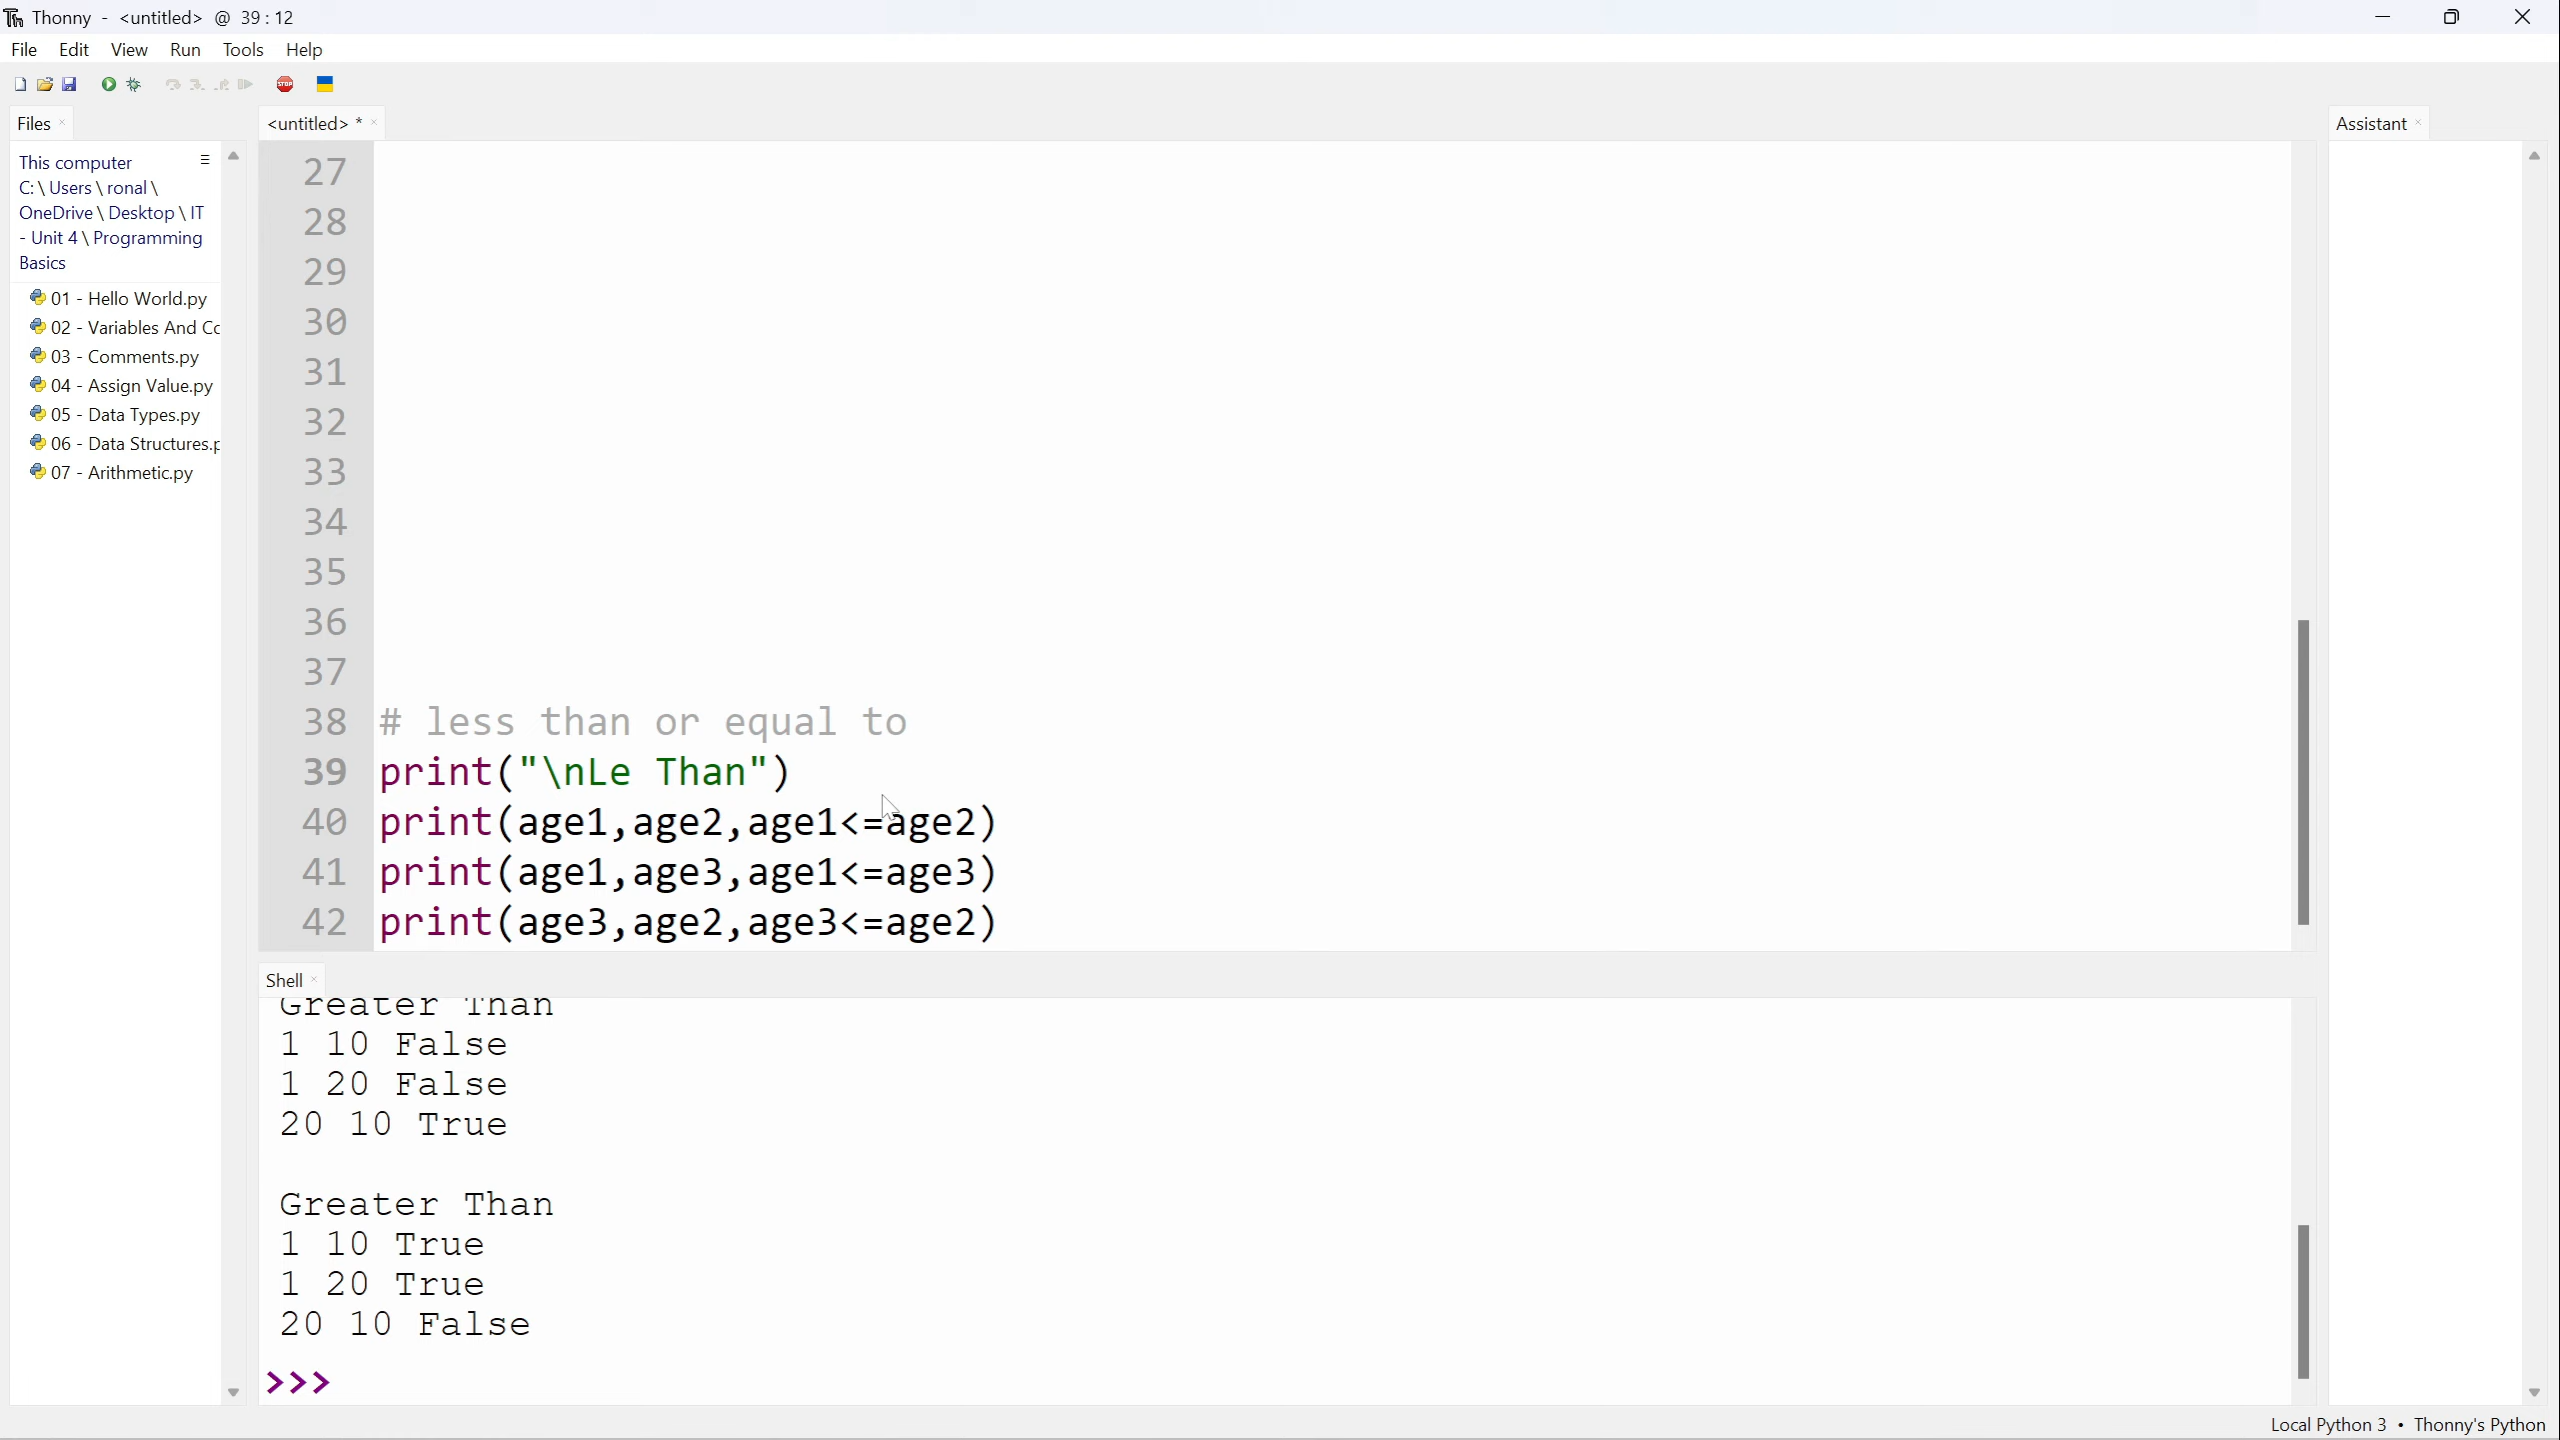 Thonny - <untitled> @ 39 : 12
File Edit View Run Tools Help
Files
<untitled> *
Assistant
This computer
C: \ Users \ ronal \
OneDrive \ Desktop \ IT
- Unit 4 \ Programming
Basics
01 - Hello World.py
02 - Variables And Co
03 - Comments.py
04 - Assign Value.py
05 - Data Types.py
06 - Data Structures.p
07 - Arithmetic.py
27
28
29
30
31
32
33
34
35
36
37
38 # less than or equal to
39 print("\nLe Than")
40 print(age1,age2,age1<=age2)
41 print(age1,age3,age1<=age3)
42 print(age3,age2,age3<=age2)
Shell
Greater Than
1 10 False
1 20 False
20 10 True
Greater Than
1 10 True
1 20 True
20 10 False
>>>
Local Python 3 • Thonny's Python